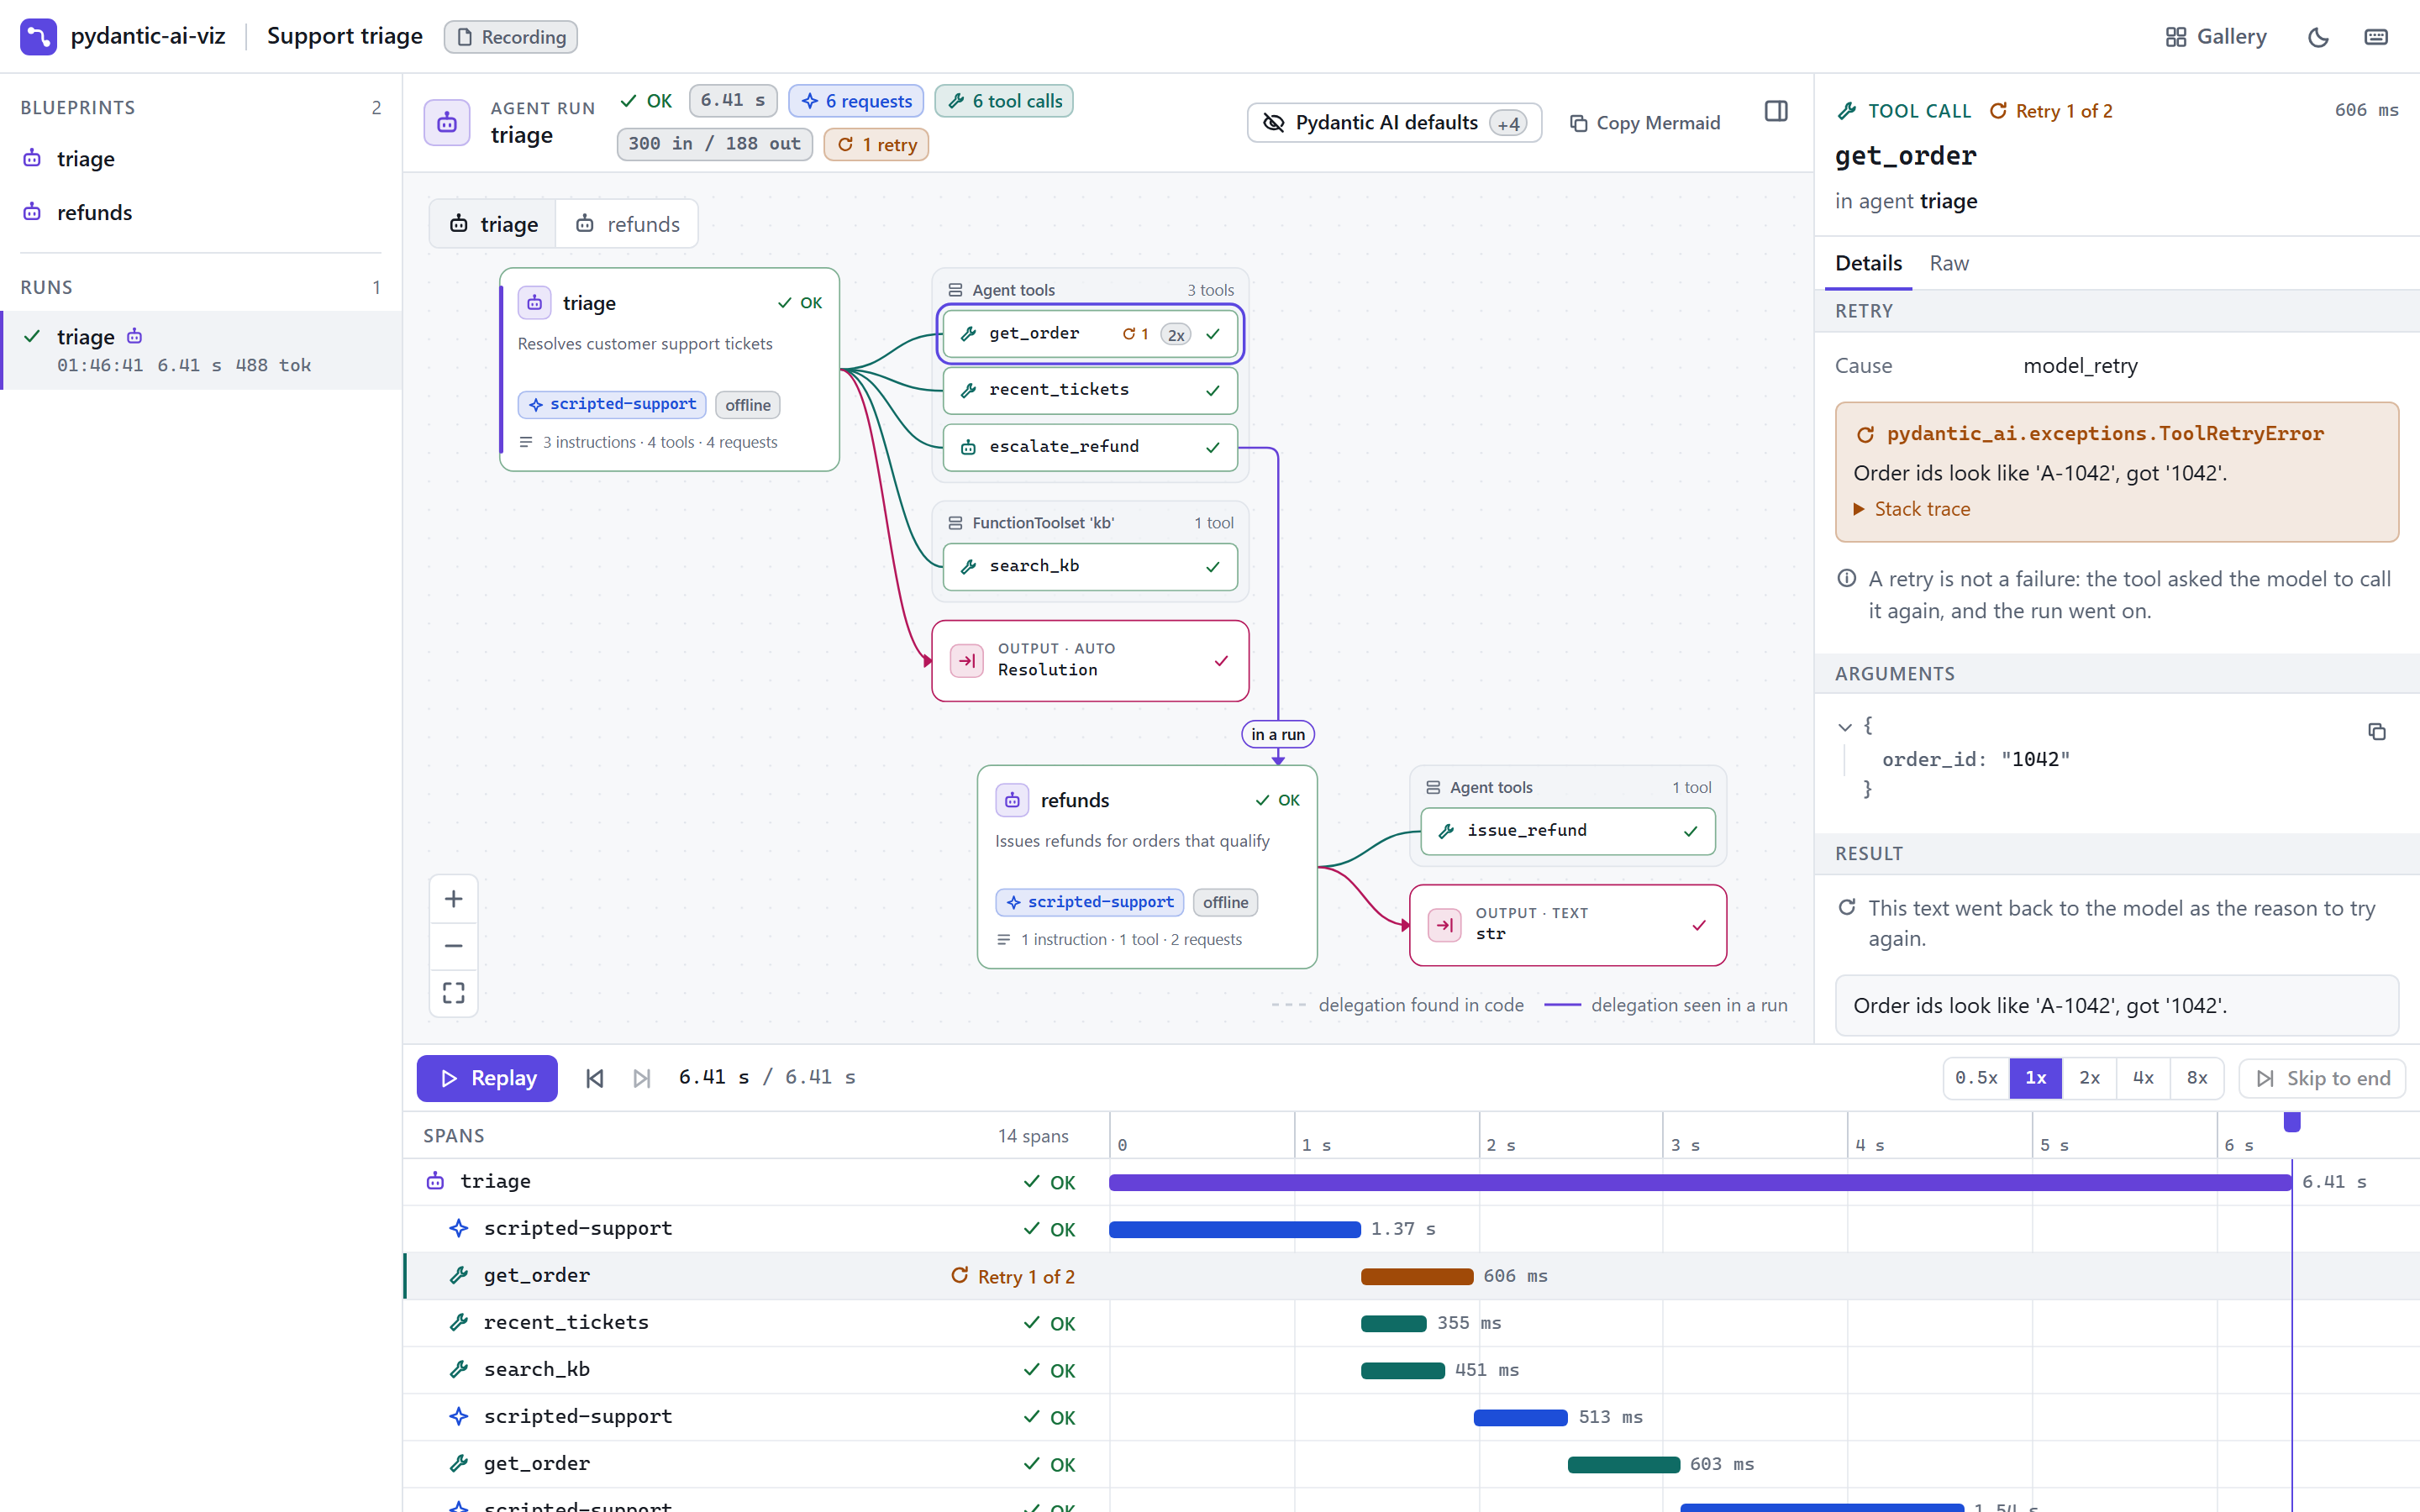 pydantic-ai-viz
Support triage
Recording
Gallery
BLUEPRINTS 2
triage
refunds
RUNS 1
triage
01:46:41 6.41 s 488 tok
AGENT RUN
triage
OK 6.41 s 6 requests 6 tool calls
300 in / 188 out 1 retry
Pydantic AI defaults +4
Copy Mermaid
triage
refunds
triage OK
Resolves customer support tickets
scripted-support offline
3 instructions · 4 tools · 4 requests
Agent tools 3 tools
get_order 1 2x
recent_tickets
escalate_refund
FunctionToolset 'kb' 1 tool
search_kb
OUTPUT · AUTO
Resolution
in a run
refunds OK
Issues refunds for orders that qualify
scripted-support offline
1 instruction · 1 tool · 2 requests
Agent tools 1 tool
issue_refund
OUTPUT · TEXT
str
delegation found in code
delegation seen in a run
TOOL CALL Retry 1 of 2 606 ms
get_order
in agent triage
Details Raw
RETRY
Cause model_retry
pydantic_ai.exceptions.ToolRetryError
Order ids look like 'A-1042', got '1042'.
Stack trace
A retry is not a failure: the tool asked the model to call
it again, and the run went on.
ARGUMENTS
{
order_id: "1042"
}
RESULT
This text went back to the model as the reason to try
again.
Order ids look like 'A-1042', got '1042'.
Replay
6.41 s / 6.41 s
0.5x 1x 2x 4x 8x
Skip to end
SPANS 14 spans
0 1 s 2 s 3 s 4 s 5 s 6 s
triage OK 6.41 s
scripted-support OK 1.37 s
get_order Retry 1 of 2 606 ms
recent_tickets OK 355 ms
search_kb OK 451 ms
scripted-support OK 513 ms
get_order OK 603 ms
scripted-support OK 1.54 s